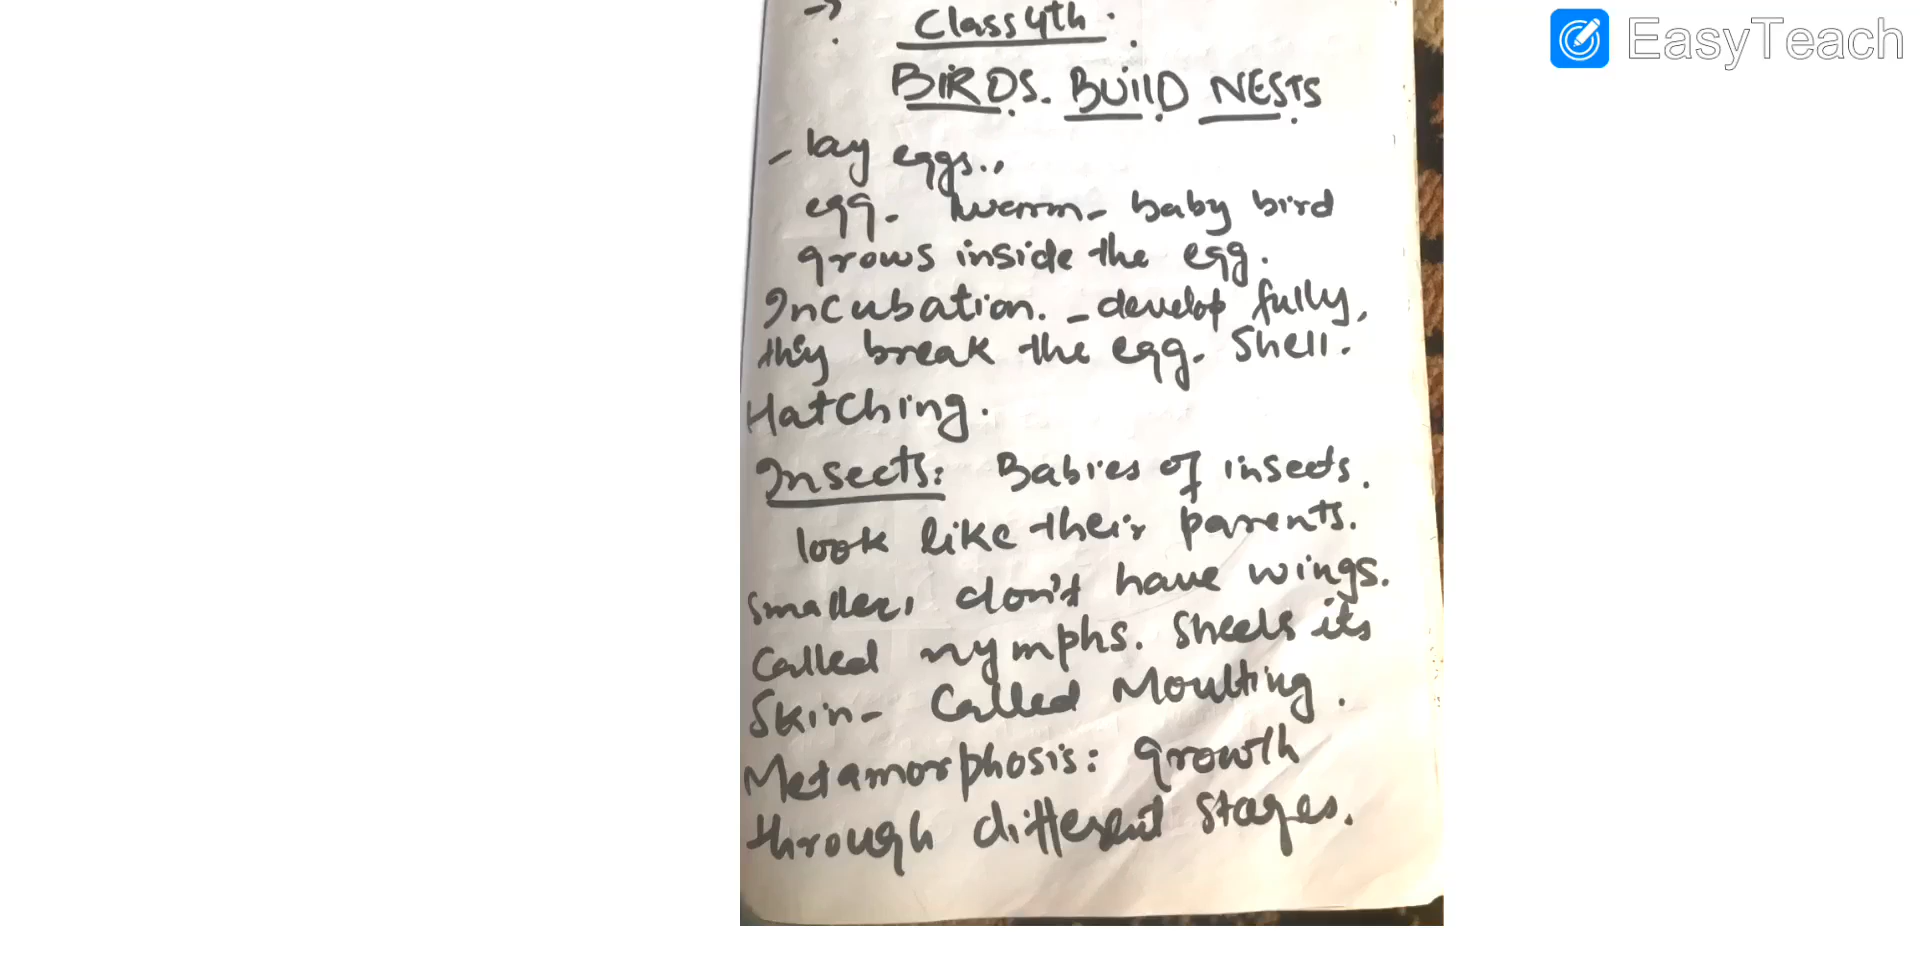 Class 4th.
BIRDS. BUILD NESTS
- lay eggs..
egg. warm- baby bird
grows inside the egg.
Incubation. - develop fully,
they break the egg. Shell.
Hatching.
Insects: Babies of insects.
look like their parents.
Smaller, don't have wings.
Called nymphs. Sheds its
Skin- Called Moulting.
Metamorphosis: growth
through different stages.
EasyTeach